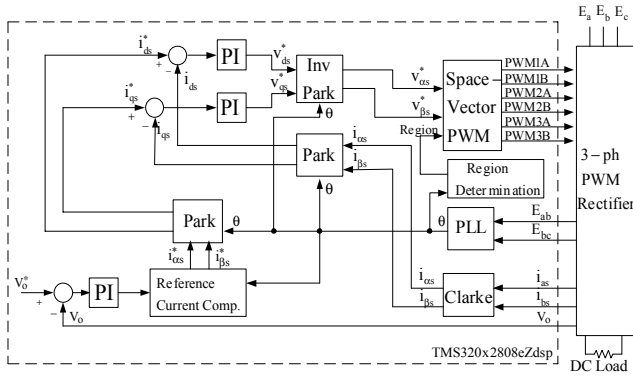 E_a E_b E_c
i*_ds
+
−
PI
v*_ds
Inv
Park
v*_αs
Space
Vector
PWM
PWM1A
PWM1B
PWM2A
PWM2B
PWM3A
PWM3B
i_ds
i*_qs
+
−
PI
v*_qs
v*_βs
Region
i_qs
θ
Park
i_αs
i_βs
Region
Determination
3−ph
PWM
Rectifier
θ
Park
θ
θ
PLL
E_ab
E_bc
i*_αs
i*_βs
V*_o
+
−
PI
Reference
Current Comp.
i_αs
i_βs
Clarke
i_as
i_bs
V_o
V_o
TMS320x2808eZdsp
DC Load